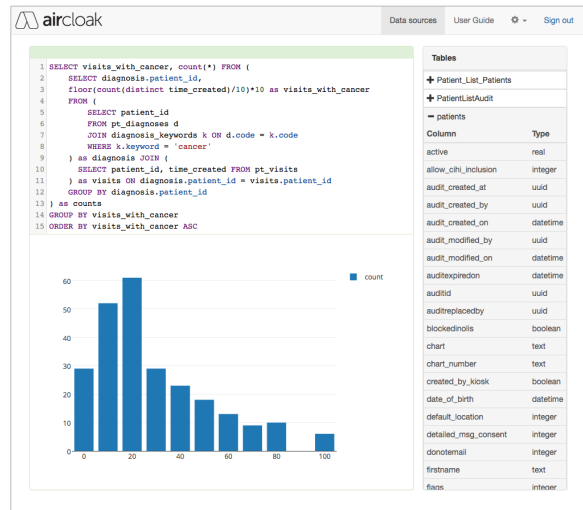 aircloak
Data sources User Guide Sign out
1 SELECT visits_with_cancer, count(*) FROM (
2 SELECT diagnosis.patient_id,
3 floor(count(distinct time_created)/10)*10 as visits_with_cancer
4 FROM (
5 SELECT patient_id
6 FROM pt_diagnoses d
7 JOIN diagnosis_keywords k ON d.code = k.code
8 WHERE k.keyword = 'cancer'
9 ) as diagnosis JOIN (
10 SELECT patient_id, time_created FROM pt_visits
11 ) as visits ON diagnosis.patient_id = visits.patient_id
12 GROUP BY diagnosis.patient_id
13 ) as counts
14 GROUP BY visits_with_cancer
15 ORDER BY visits_with_cancer ASC
60
50
40
30
20
10
0
0 20 40 60 80 100
count
Tables
Patient_List_Patients
PatientListAudit
patients
Column Type
active real
allow_cihi_inclusion integer
audit_created_at uuid
audit_created_by uuid
audit_created_on datetime
audit_modified_by uuid
audit_modified_on datetime
auditexpiredon datetime
auditid uuid
auditreplacedby uuid
blockedinolis boolean
chart text
chart_number text
created_by_kiosk boolean
date_of_birth datetime
default_location integer
detailed_msg_consent integer
donotemail integer
firstname text
flags integer